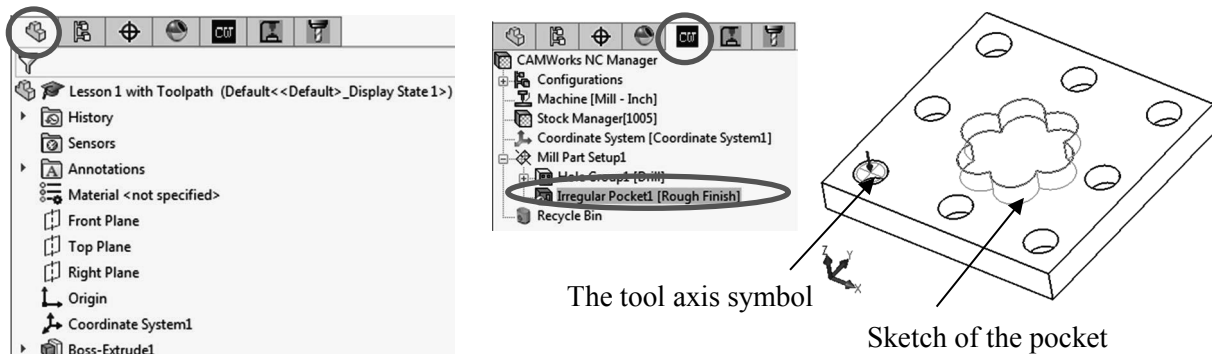 Lesson 1 with Toolpath (Default<<Default>_Display State 1>)
History
Sensors
Annotations
Material <not specified>
Front Plane
Top Plane
Right Plane
Origin
Coordinate System1
Boss-Extrude1
CAMWorks NC Manager
Configurations
Machine [Mill - Inch]
Stock Manager[1005]
Coordinate System [Coordinate System1]
Mill Part Setup1
Hole Group1 [Drill]
Irregular Pocket1 [Rough Finish]
Recycle Bin
Z
Y
X
The tool axis symbol
Sketch of the pocket